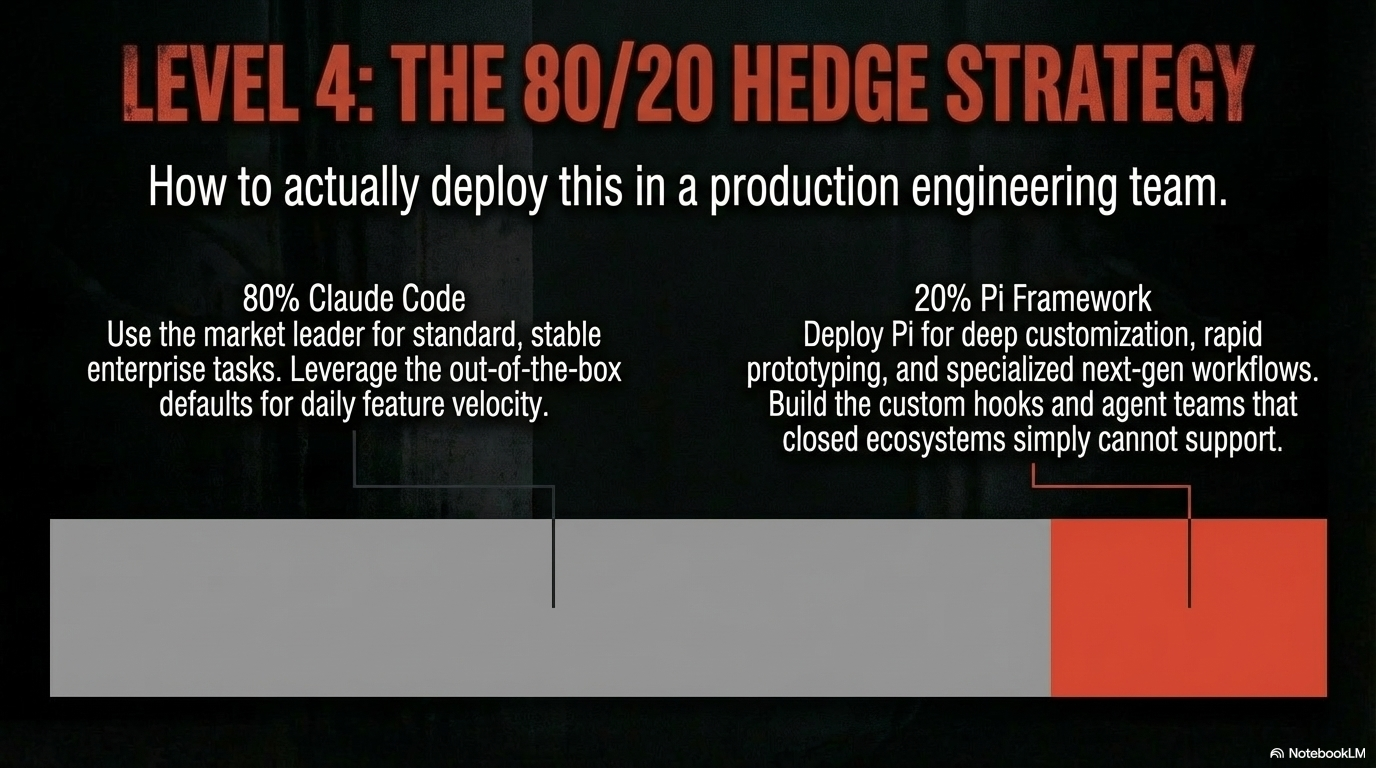 LEVEL 4: THE 80/20 HEDGE STRATEGY
How to actually deploy this in a production engineering team.
80% Claude Code
Use the market leader for standard, stable
enterprise tasks. Leverage the out-of-the-box
defaults for daily feature velocity.
20% Pi Framework
Deploy Pi for deep customization, rapid
prototyping, and specialized next-gen workflows.
Build the custom hooks and agent teams that
closed ecosystems simply cannot support.
NotebookLM